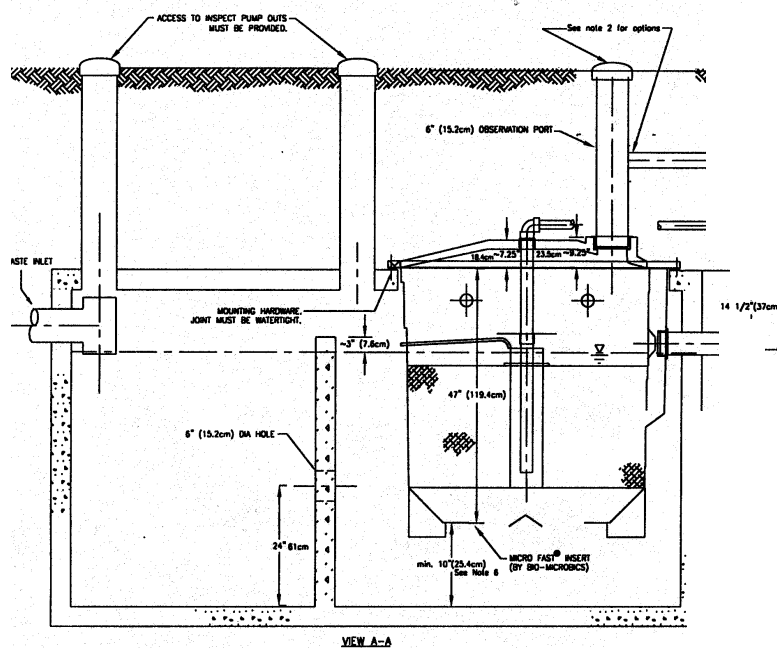 ACCESS TO INSPECT PUMP OUTS
MUST BE PROVIDED.
See note 2 for options
6" (15.2cm) OBSERVATION PORT
18.4cm ~7.25"
23.5cm ~9.25"
ASTE INLET
MOUNTING HARDWARE.
JOINT MUST BE WATERTIGHT.
14 1/2"(37cm
~3" (7.6cm)
47" (119.4cm)
6" (15.2cm) DIA HOLE
24" 61cm
min. 10"(25.4cm)
See Note 6
MICRO FAST® INSERT
(BY BIO-MICROBICS)
VIEW A-A